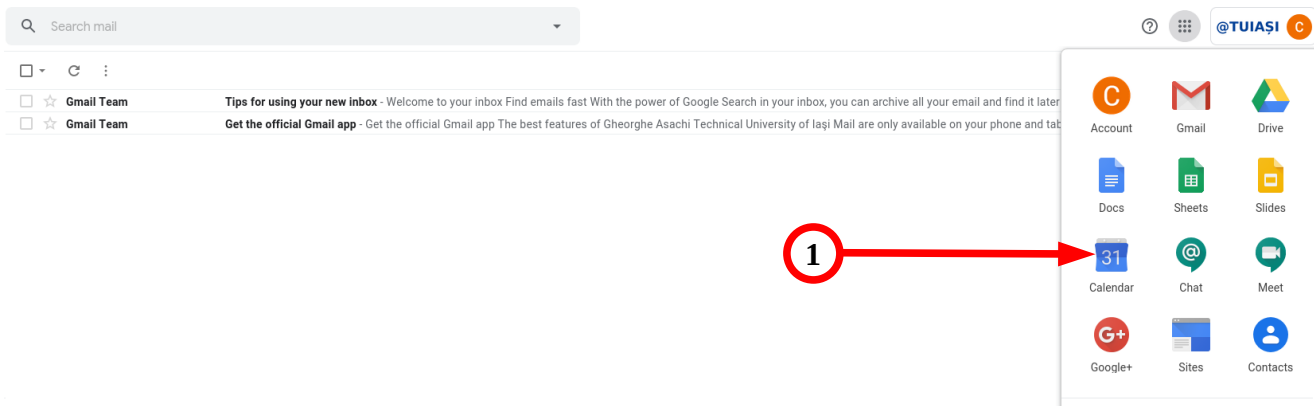 Search mail
@TUIAȘI C
Gmail Team Tips for using your new inbox - Welcome to your inbox Find emails fast With the power of Google Search in your inbox, you can archive all your email and find it later
Gmail Team Get the official Gmail app - Get the official Gmail app The best features of Gheorghe Asachi Technical University of Iași Mail are only available on your phone and tab
C
Account Gmail Drive
Docs Sheets Slides
1
31 @
Calendar Chat Meet
G+
Google+ Sites Contacts